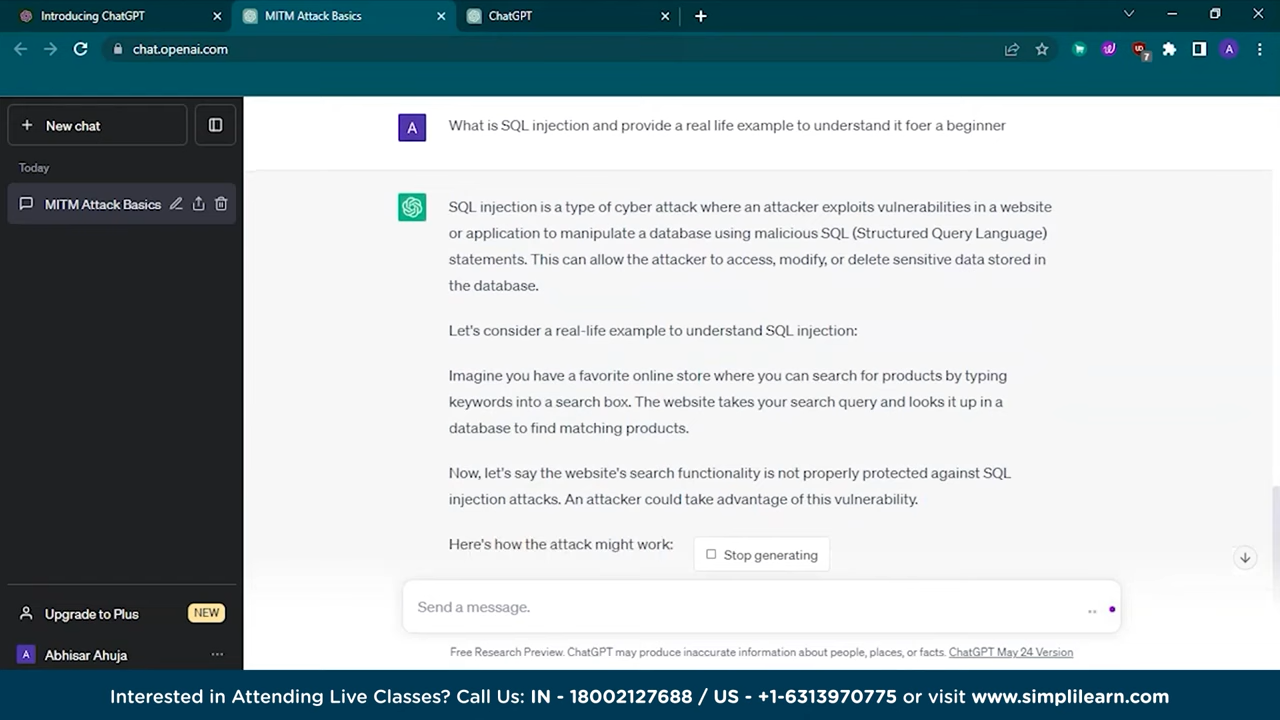 Introducing ChatGPT
MITM Attack Basics
ChatGPT
chat.openai.com
7
A
New chat
Today
MITM Attack Basics
Upgrade to Plus
NEW
A
Abhisar Ahuja
A
What is SQL injection and provide a real life example to understand it foer a beginner
SQL injection is a type of cyber attack where an attacker exploits vulnerabilities in a website
or application to manipulate a database using malicious SQL (Structured Query Language)
statements. This can allow the attacker to access, modify, or delete sensitive data stored in
the database.
Let's consider a real-life example to understand SQL injection:
Imagine you have a favorite online store where you can search for products by typing
keywords into a search box. The website takes your search query and looks it up in a
database to find matching products.
Now, let's say the website's search functionality is not properly protected against SQL
injection attacks. An attacker could take advantage of this vulnerability.
Here's how the attack might work:
Stop generating
Send a message.
Free Research Preview. ChatGPT may produce inaccurate information about people, places, or facts. ChatGPT May 24 Version
Interested in Attending Live Classes? Call Us: IN - 18002127688 / US - +1-6313970775 or visit www.simplilearn.com